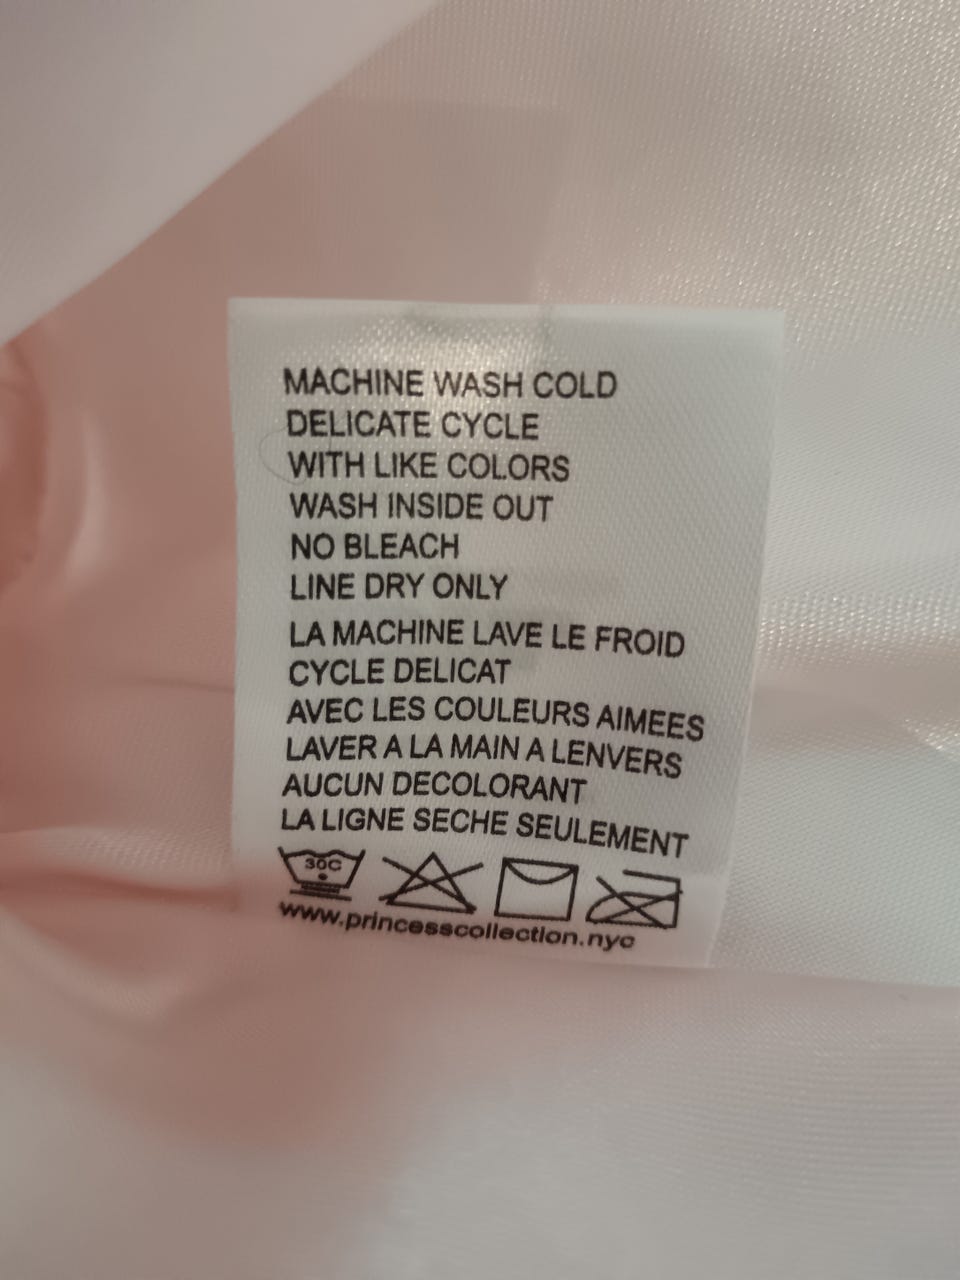 MACHINE WASH COLD
DELICATE CYCLE
WITH LIKE COLORS
WASH INSIDE OUT
NO BLEACH
LINE DRY ONLY
LA MACHINE LAVE LE FROID
CYCLE DELICAT
AVEC LES COULEURS AIMEES
LAVER A LA MAIN A LENVERS
AUCUN DECOLORANT
LA LIGNE SECHE SEULEMENT
30C
www.princesscollection.nyc